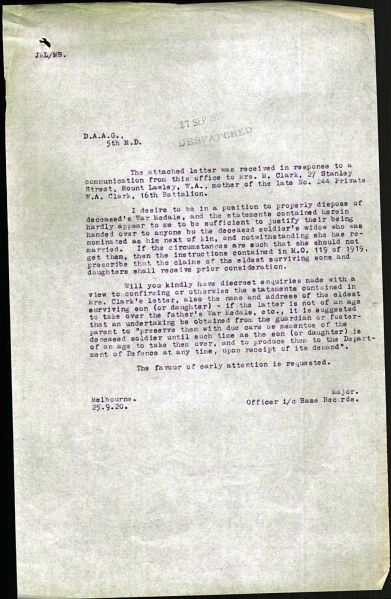 JML/MB.
27 SEP
DESPATCHED
D.A.A.G.,
5th M.D.
The attached letter was received in response to a
communication from this office to Mrs. M. Clark, 27 Stanley
Street, Mount Lawley, W.A., mother of the late No. 244 Private
W.A. Clark, 16th Battalion.
I desire to be in a position to properly dispose of
deceased's War Medals, and the statements contained herein
hardly appear to me to be sufficient to justify their being
handed over to anyone bu the deceased soldier's widow who was
nominated as his next of kin, and notwithstanding she has re-
married. If the circumstances are such that she should not
get them, then the instructions contained in M.O. 119 of 1919,
prescribe that the claims of the eldest surviving sons and
daughters shall receive prior consideration.
Will you kindly have discreet enquiries made with a
view to confirming or otherwise the statements contained in
Mrs. Clark's letter, also the name and address of the eldest
surviving son (or daughter) - if the latter is not of an age
to take over the father's War Medals, etc., it is suggested
that an undertaking be obtained from the guardian or foster-
parent to "preserve them with due care as mementoe of the
deceased soldier until such time as the son (or daughter) is
of an age to take them over, and to produce them to the Depart-
ment of Defence at any time, upon receipt of its demand".
The favour of early attention is requested.
Major.
Melbourne. Officer i/c Base Records.
25.9.20.